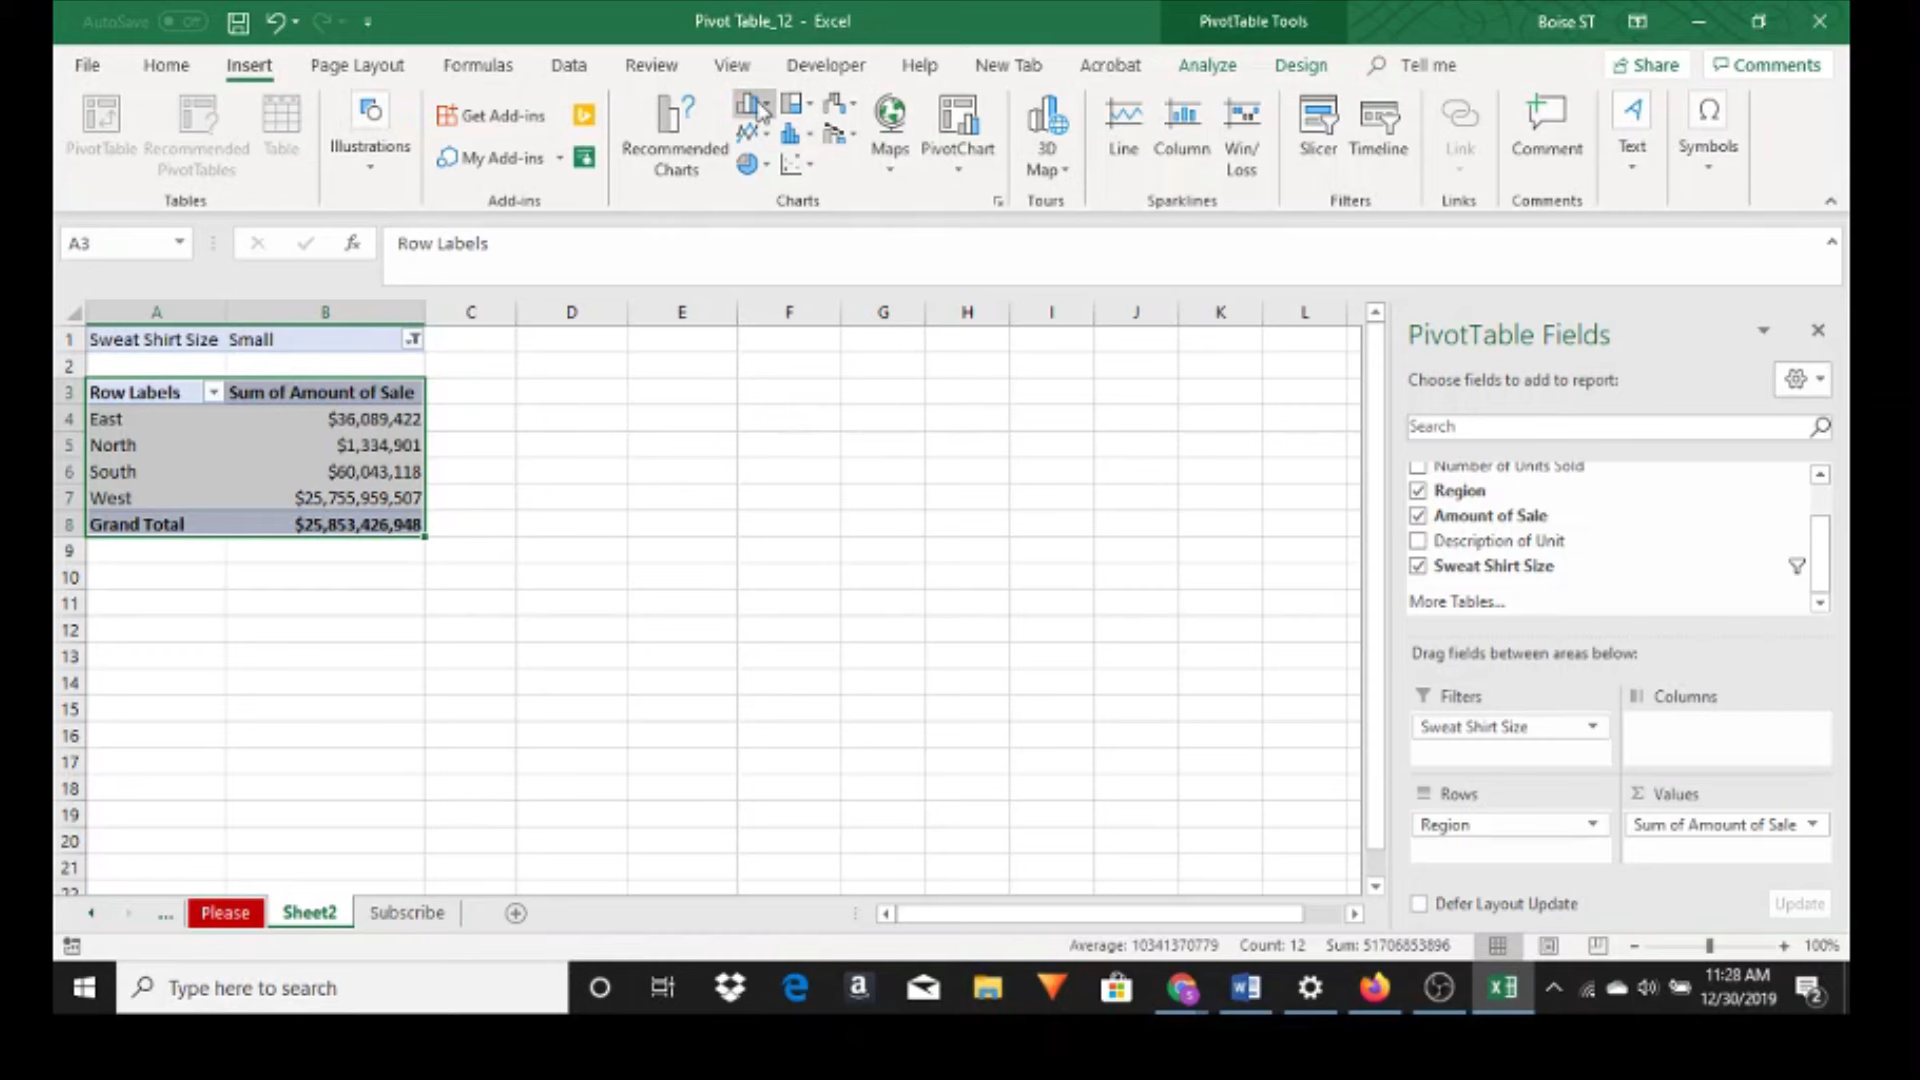 AutoSave Off
Pivot Table_12 - Excel
PivotTable Tools
Boise ST
File Home Insert Page Layout Formulas Data Review View Developer Help New Tab Acrobat Analyze Design Tell me Share Comments
PivotTable
Recommended PivotTables
Table
Tables
Illustrations
Get Add-ins
My Add-ins
Add-ins
Recommended Charts
Maps
PivotChart
Charts
3D Map
Tours
Line
Column
Win/Loss
Sparklines
Slicer
Timeline
Filters
Link
Links
Comment
Comments
Text
Symbols
A3
fx
Row Labels
A B C D E F G H I J K L
1 Sweat Shirt Size Small
2
3 Row Labels Sum of Amount of Sale
4 East $36,089,422
5 North $1,334,901
6 South $60,043,118
7 West $25,755,959,507
8 Grand Total $25,853,426,948
9
10
11
12
13
14
15
16
17
18
19
20
21
22
PivotTable Fields
Choose fields to add to report:
Search
Number of Units Sold
Region
Amount of Sale
Description of Unit
Sweat Shirt Size
More Tables...
Drag fields between areas below:
Filters
Columns
Sweat Shirt Size
Rows
Σ Values
Region
Sum of Amount of Sale
Defer Layout Update
Update
... Please Sheet2 Subscribe
Average: 10341370779 Count: 12 Sum: 51706853896
100%
Type here to search
11:28 AM
12/30/2019
2